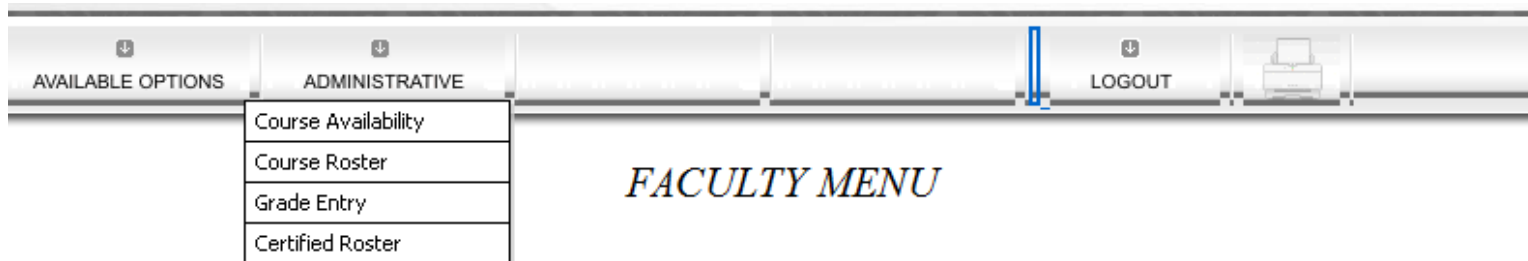 AVAILABLE OPTIONS ADMINISTRATIVE LOGOUT
Course Availability
Course Roster
Grade Entry
Certified Roster
FACULTY MENU